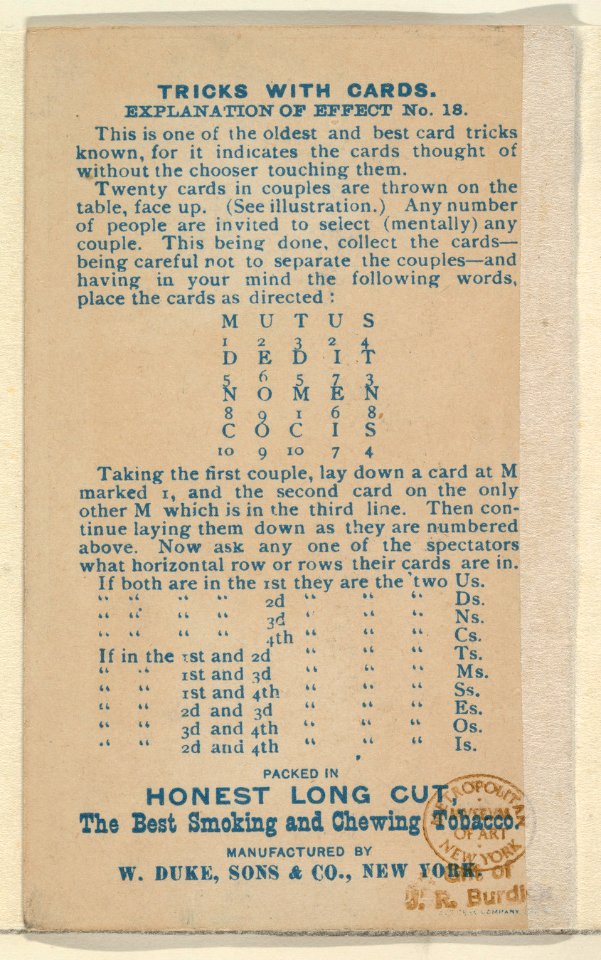 TRICKS WITH CARDS.
EXPLANATION OF EFFECT No. 18.
This is one of the oldest and best card tricks
known, for it indicates the cards thought of
without the chooser touching them.
Twenty cards in couples are thrown on the
table, face up. (See illustration.) Any number
of people are invited to select (mentally) any
couple. This being done, collect the cards—
being careful not to separate the couples—and
having in your mind the following words,
place the cards as directed:
M U T U S
1 2 3 2 4
D E D I T
5 6 5 7 3
N O M E N
8 9 1 6 8
C O C I S
10 9 10 7 4
Taking the first couple, lay down a card at M
marked 1, and the second card on the only
other M which is in the third line. Then con-
tinue laying them down as they are numbered
above. Now ask any one of the spectators
what horizontal row or rows their cards are in.
If both are in the 1st they are the two Us.
" " " " 2d " " " Ds.
" " " " 3d " " " Ns.
" " " " 4th " " " Cs.
If in the 1st and 2d " " " Ts.
" " 1st and 3d " " " Ms.
" " 1st and 4th " " " Ss.
" " 2d and 3d " " " Es.
" " 3d and 4th " " " Os.
" " 2d and 4th " " " Is.
PACKED IN
HONEST LONG CUT,
The Best Smoking and Chewing Tobacco.
MANUFACTURED BY
W. DUKE, SONS & CO., NEW YORK.
METROPOLITAN
MUSEUM
OF ART
NEW YORK
Gift of
J. R. Burdick
COMPANY